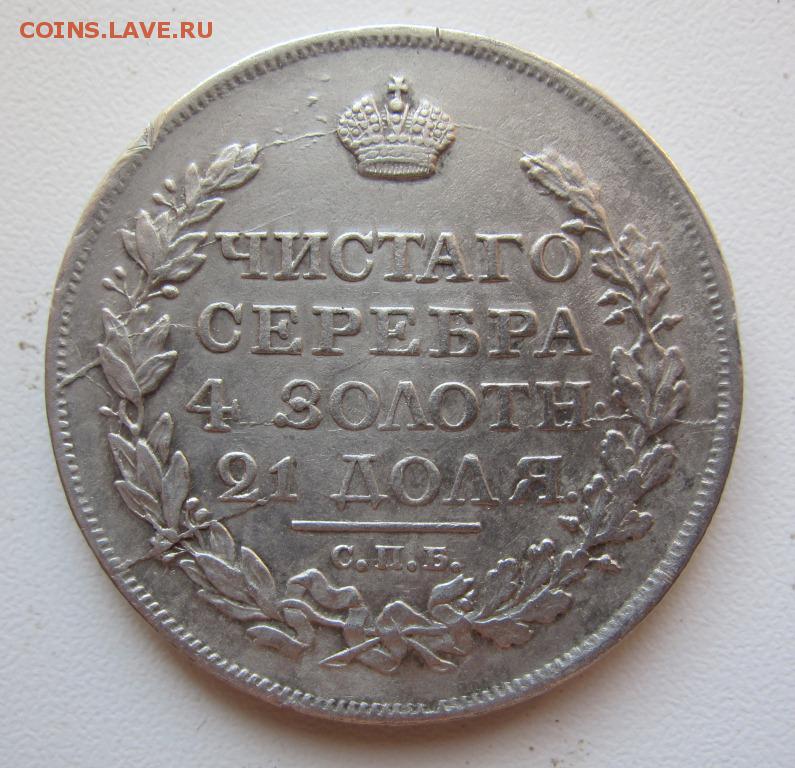 COINS.LAVE.RU
ЧИСТАГО
СЕРЕБРА
4 ЗОЛОТН.
21 ДОЛЯ.
С.П.Б.